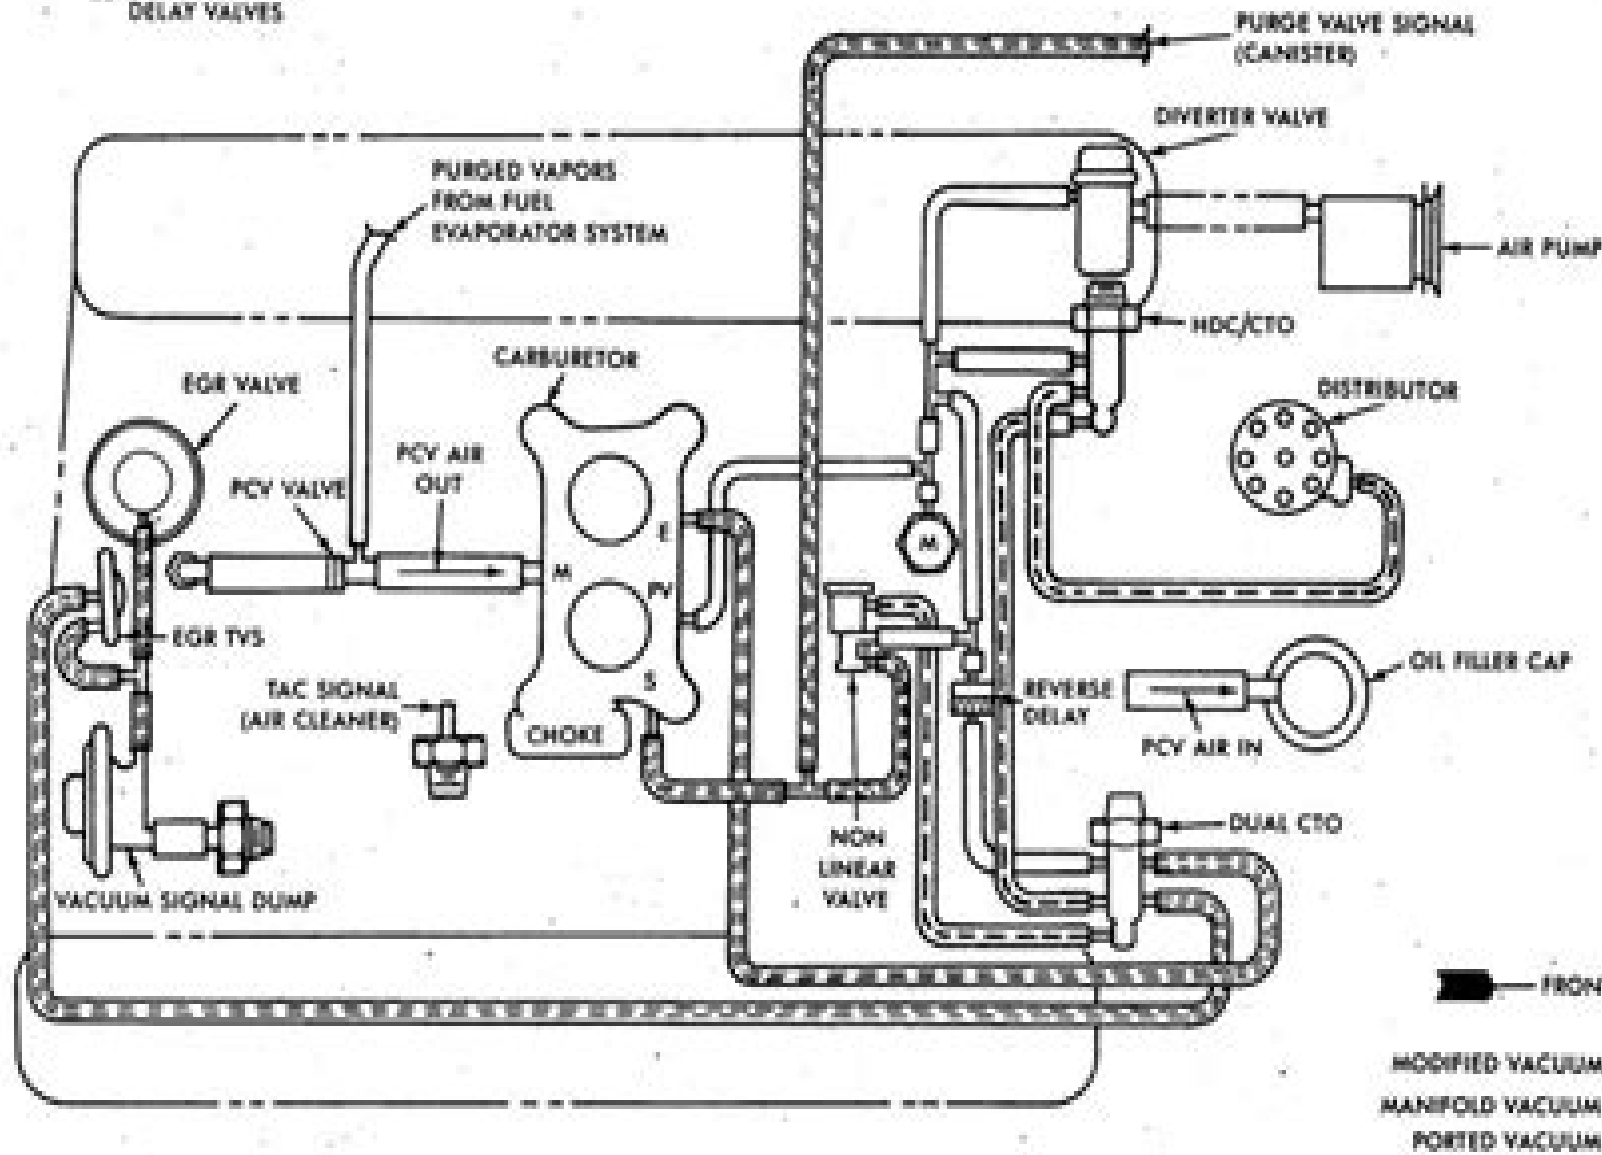 DELAY VALVES
PURGE VALVE SIGNAL
(CANISTER)
DIVERTER VALVE
PURGED VAPORS
FROM FUEL
EVAPORATOR SYSTEM
AIR PUMP
HDC/CTO
CARBURETOR
EGR VALVE
DISTRIBUTOR
PCV AIR
OUT
PCV VALVE
E
M
M
PV
EGR TVS
S
OIL FILLER CAP
TAC SIGNAL
(AIR CLEANER)
REVERSE
DELAY
CHOKE
PCV AIR IN
NON
LINEAR
VALVE
DUAL CTO
VACUUM SIGNAL DUMP
FRON
MODIFIED VACUUM
MANIFOLD VACUUM
PORTED VACUUM